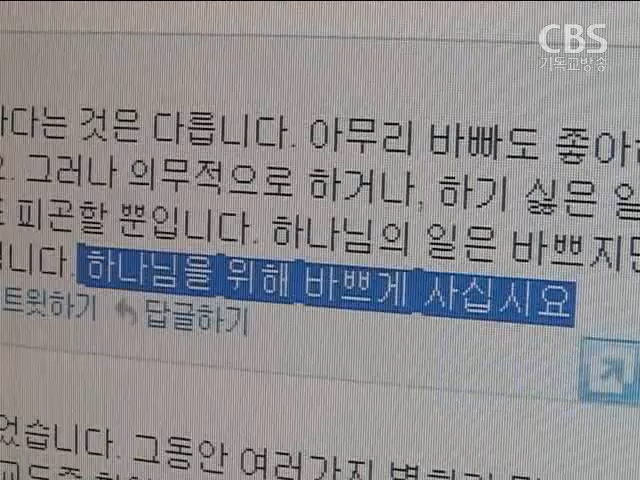 CBS
기독교방송
다는 것은 다릅니다. 아무리 바빠도
그러나 의무적으로 하거나, 하기 싫은
피곤할 뿐입니다. 하나님의 일은 바쁘지만
니다. 하나님을 위해 바쁘게 사십시요
트윗하기 답글하기
었습니다. 그동안 여러가지